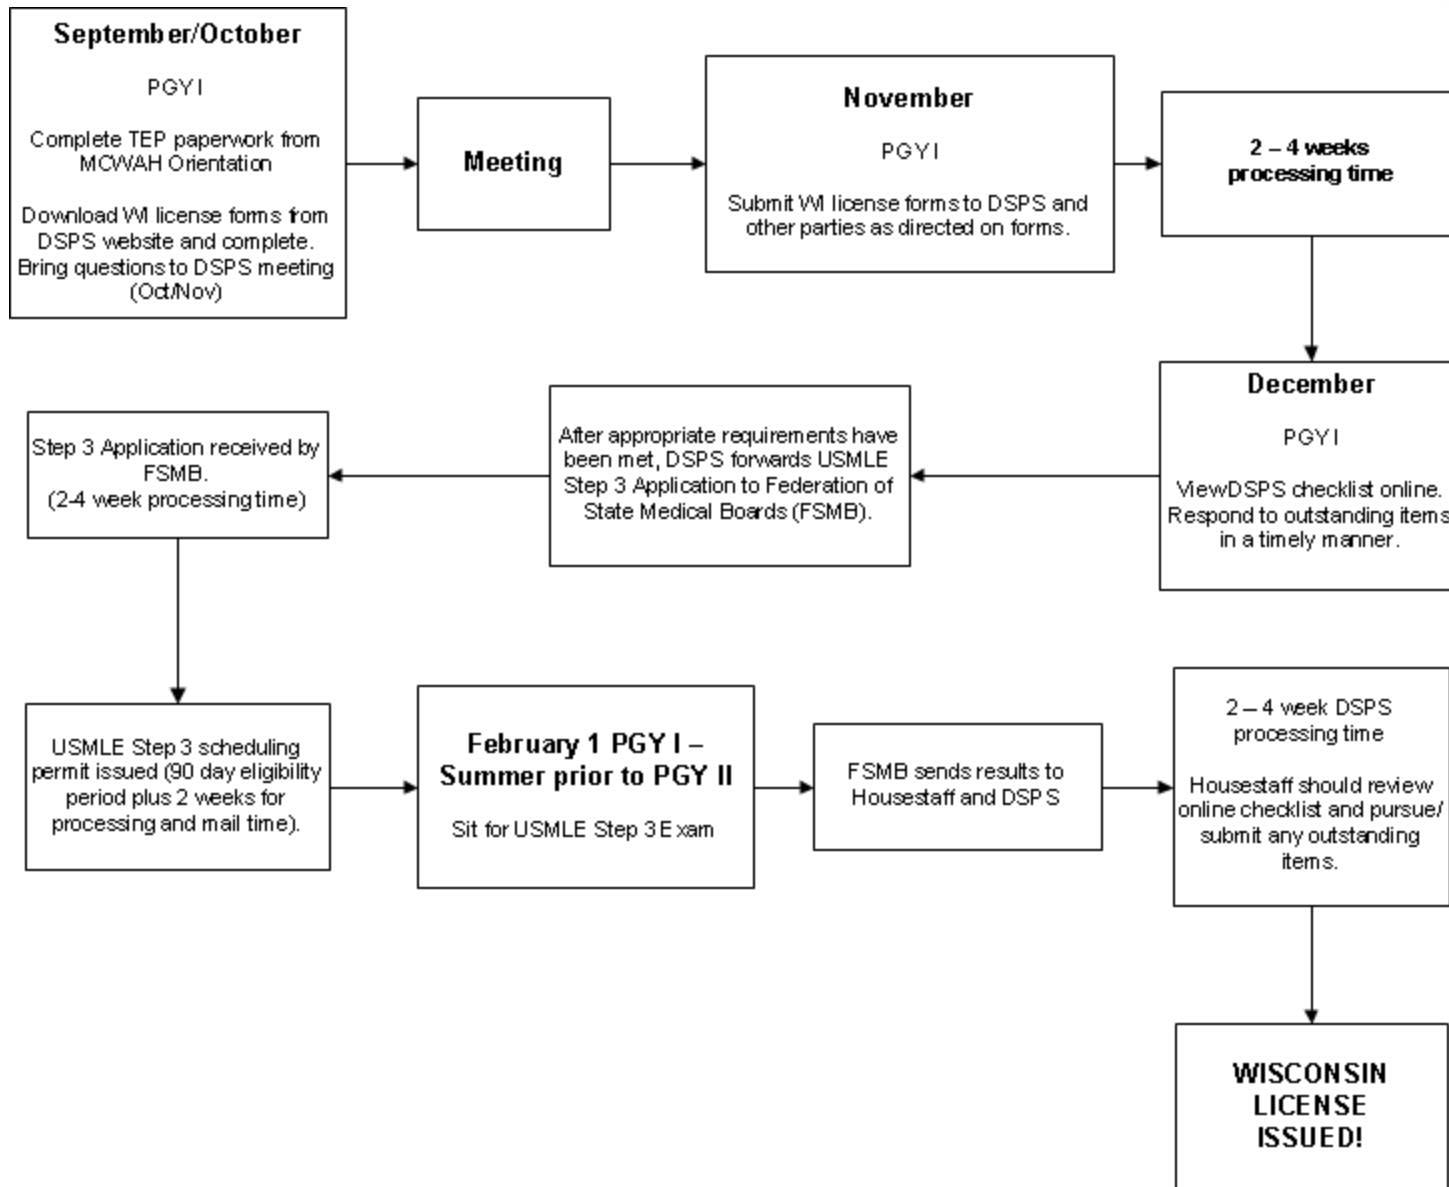 September/October
PGY I
Complete TEP paperwork from
MCWAH Orientation
Download WI license forms from
DSPS website and complete.
Bring questions to DSPS meeting
(Oct/Nov)
Meeting
November
PGY I
Submit WI license forms to DSPS and
other parties as directed on forms.
2 – 4 weeks
processing time
December
PGY I
View DSPS checklist online.
Respond to outstanding items
in a timely manner.
After appropriate requirements have
been met, DSPS forwards USMLE
Step 3 Application to Federation of
State Medical Boards (FSMB).
Step 3 Application received by
FSMB.
(2-4 week processing time)
USMLE Step 3 scheduling
permit issued (90 day eligibility
period plus 2 weeks for
processing and mail time).
February 1 PGY I –
Summer prior to PGY II
Sit for USMLE Step 3 Exam
FSMB sends results to
Housestaff and DSPS
2 – 4 week DSPS
processing time
Housestaff should review
online checklist and pursue/
submit any outstanding
items.
WISCONSIN
LICENSE
ISSUED!